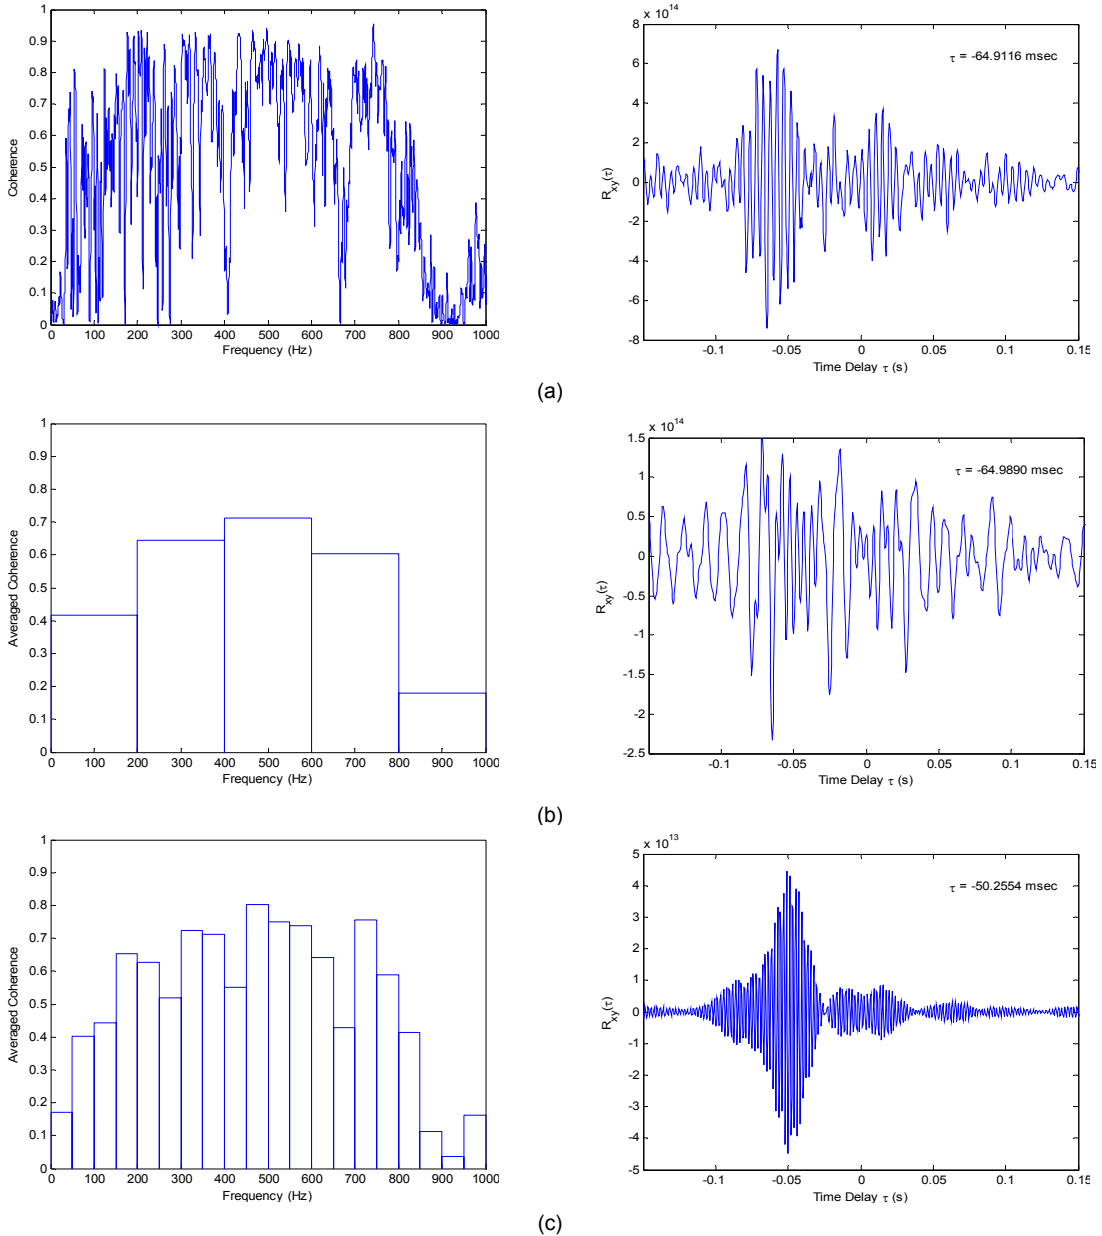 1
0.9
0.8
0.7
0.6
0.5
0.4
0.3
0.2
0.1
0
0 100 200 300 400 500 600 700 800 900 1000
Frequency (Hz)
Coherence
x 10^14
8
6
4
2
0
-2
-4
-6
-8
-0.1 -0.05 0 0.05 0.1 0.15
Time Delay τ (s)
R_xy(τ)
τ = -64.9116 msec
(a)
1
0.9
0.8
0.7
0.6
0.5
0.4
0.3
0.2
0.1
0
0 100 200 300 400 500 600 700 800 900 1000
Frequency (Hz)
Averaged Coherence
x 10^14
1.5
1
0.5
0
-0.5
-1
-1.5
-2
-2.5
-0.1 -0.05 0 0.05 0.1 0.15
Time Delay τ (s)
R_xy(τ)
τ = -64.9890 msec
(b)
1
0.9
0.8
0.7
0.6
0.5
0.4
0.3
0.2
0.1
0
0 100 200 300 400 500 600 700 800 900 1000
Frequency (Hz)
Averaged Coherence
x 10^13
5
4
3
2
1
0
-1
-2
-3
-4
-5
-0.1 -0.05 0 0.05 0.1 0.15
Time Delay τ (s)
R_xy(τ)
τ = -50.2554 msec
(c)